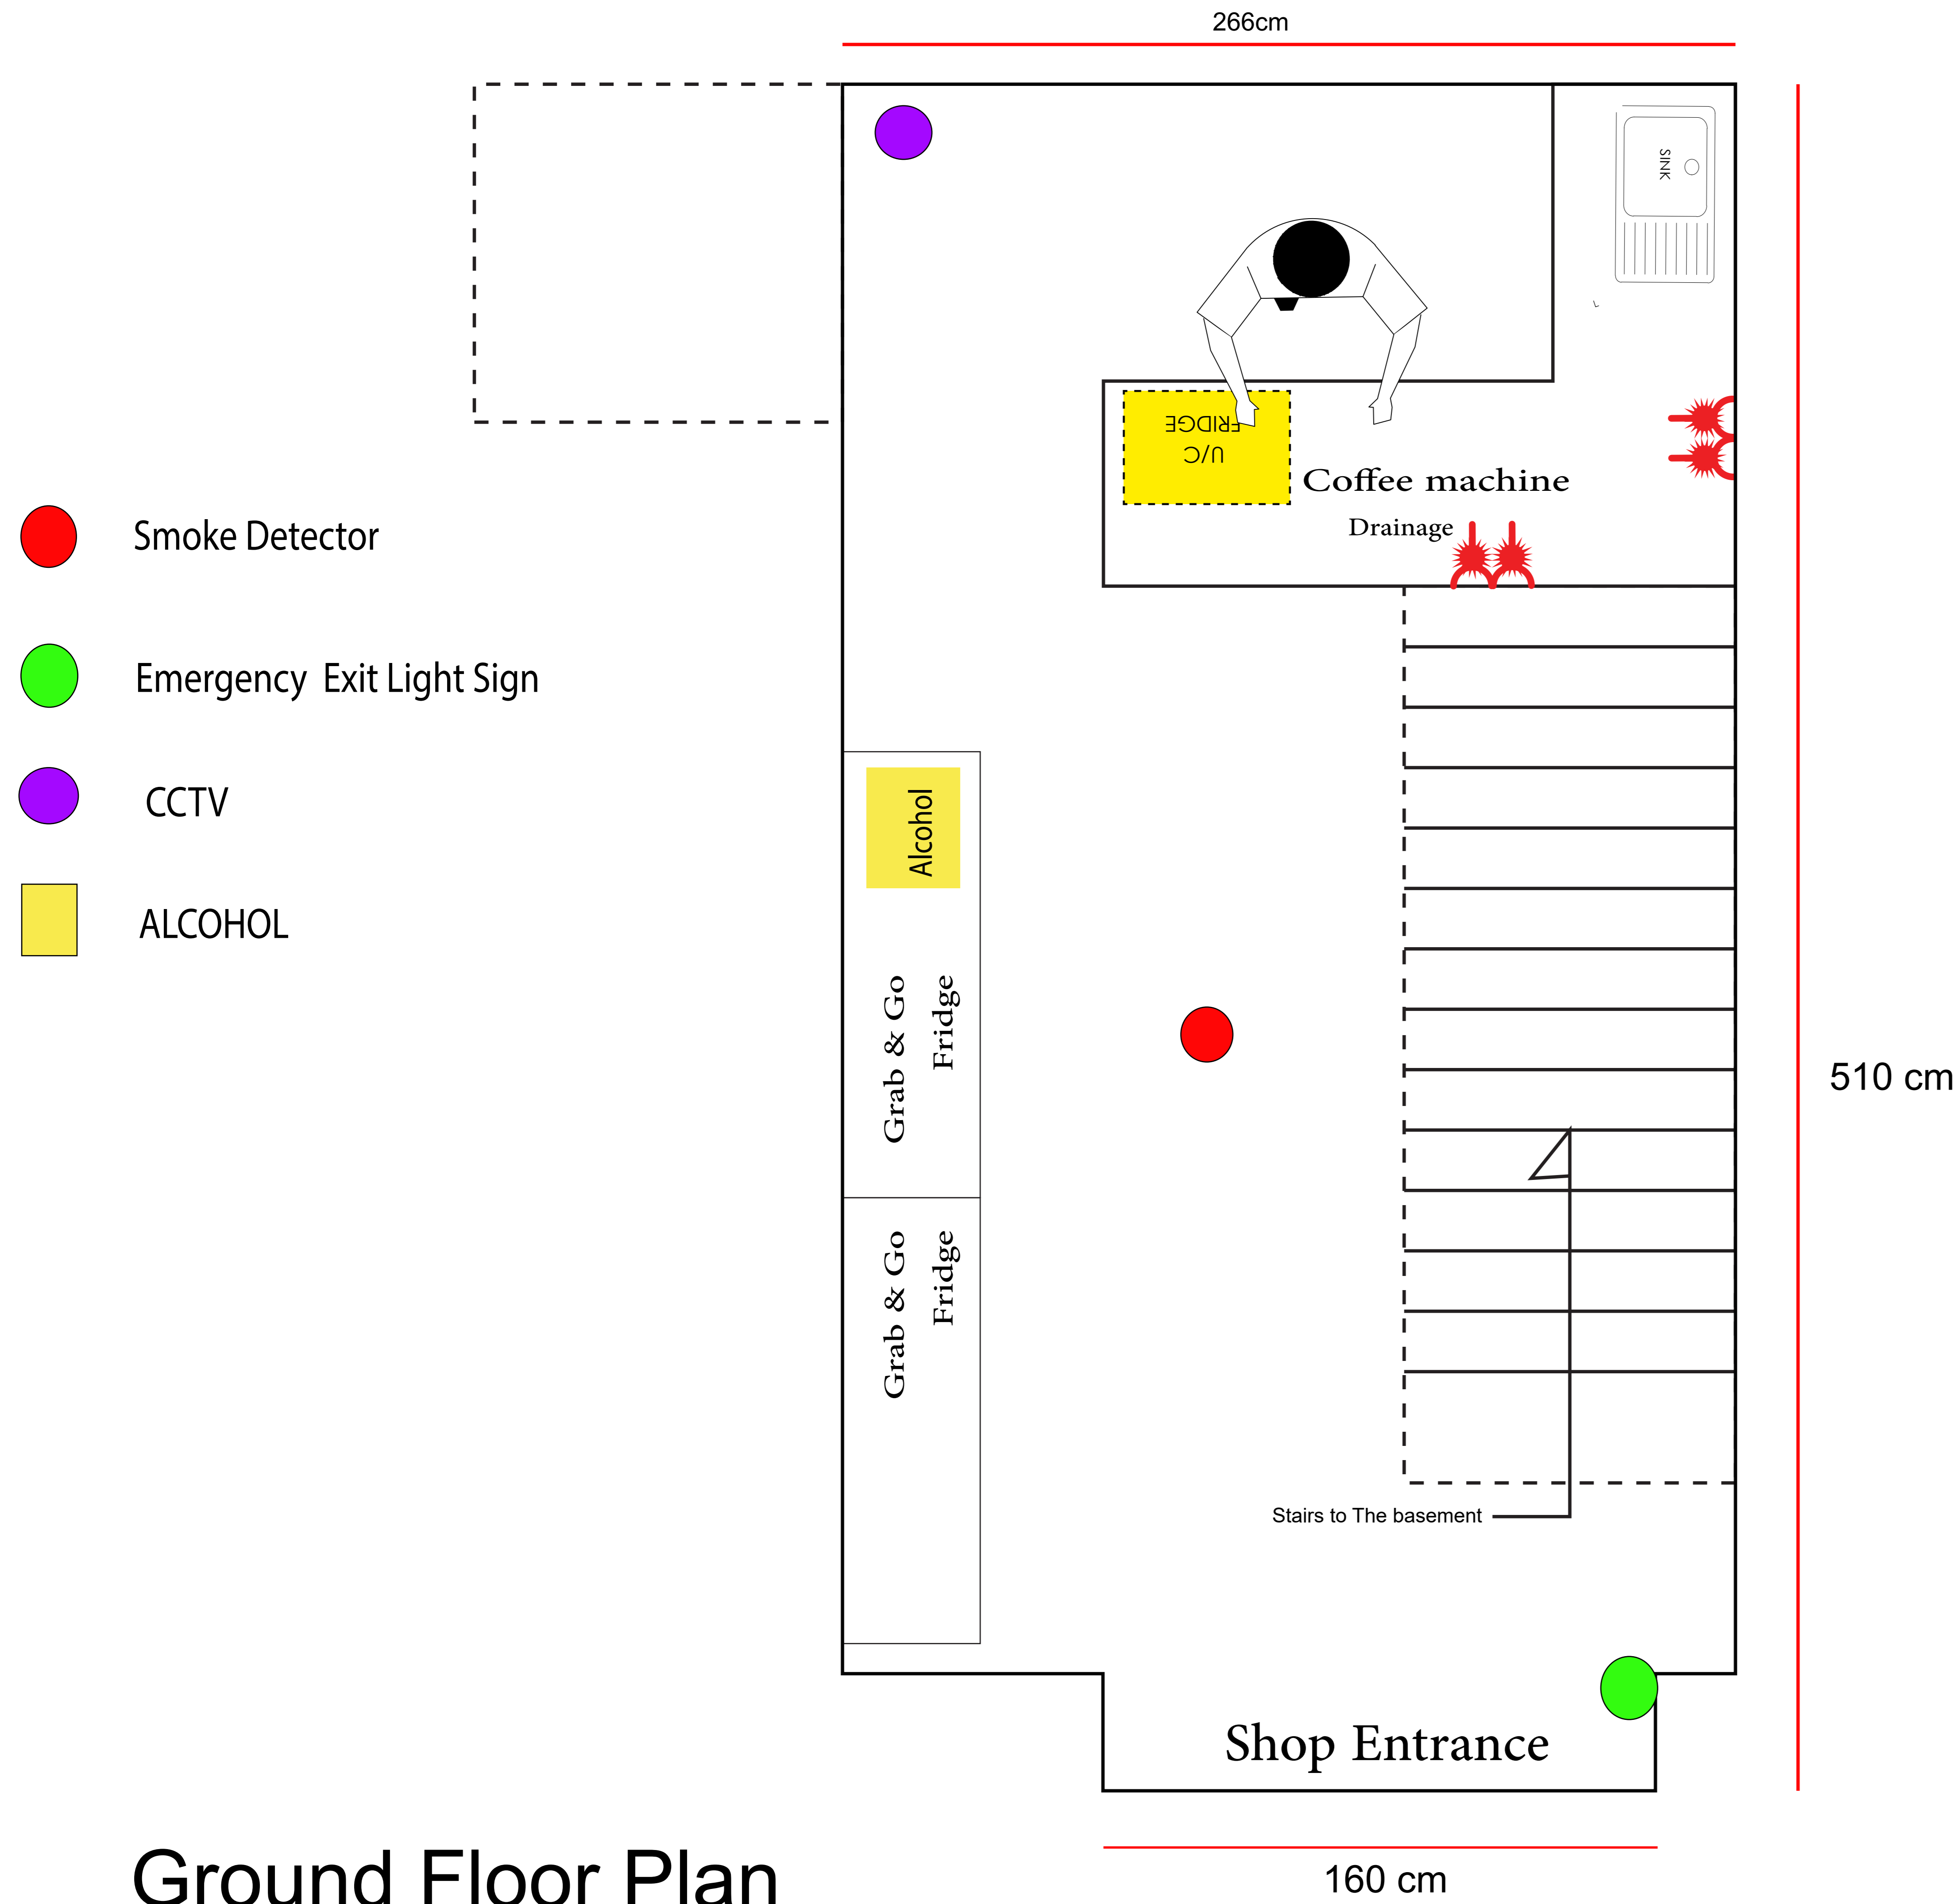 266cm
SINK
U/C
FRIDGE
Coffee machine
Drainage
Smoke Detector
Emergency Exit Light Sign
CCTV
ALCOHOL
Alcohol
Grab & Go
Fridge
Grab & Go
Fridge
510 cm
Stairs to The basement
Shop Entrance
160 cm
Ground Floor Plan